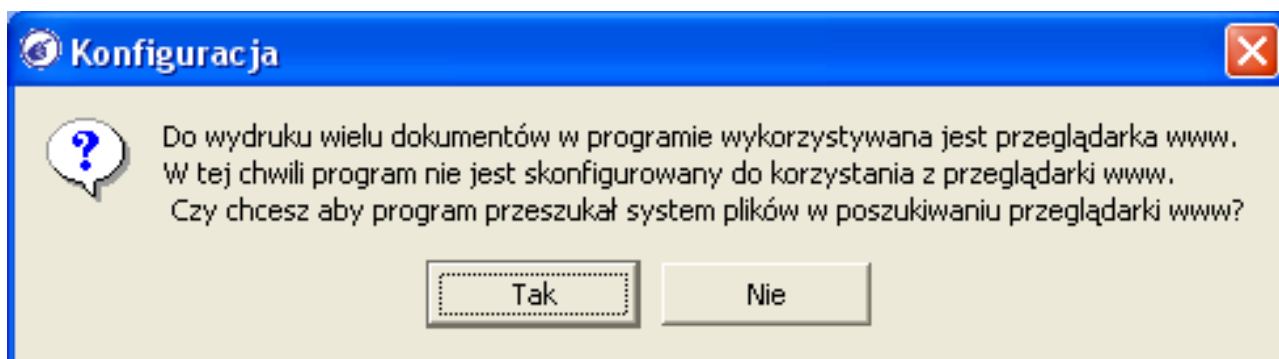 Konfiguracja
Do wydruku wielu dokumentów w programie wykorzystywana jest przeglądarka www.
W tej chwili program nie jest skonfigurowany do korzystania z przeglądarki www.
Czy chcesz aby program przeszukał system plików w poszukiwaniu przeglądarki www?
Tak Nie